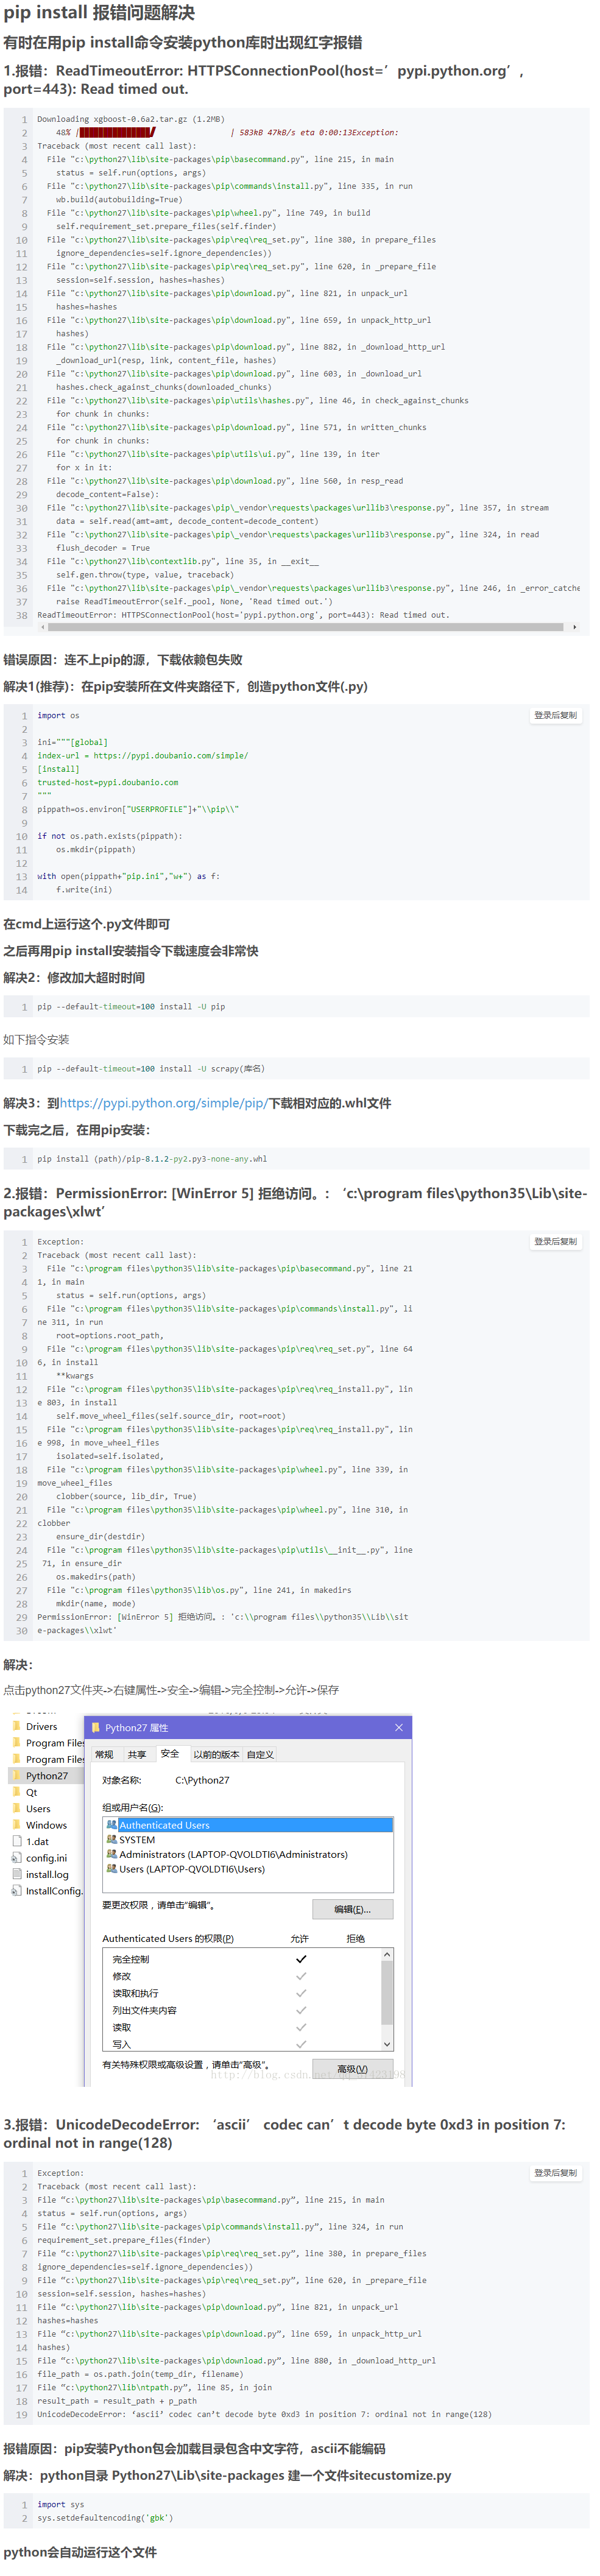 pip install 报错问题解决
有时在用pip install命令安装python库时出现红字报错
1.报错：ReadTimeoutError: HTTPSConnectionPool(host=’pypi.python.org’,
port=443): Read timed out.
1 Downloading xgboost-0.6a2.tar.gz (1.2MB)
2 48% | | 583kB 47kB/s eta 0:00:13Exception:
3 Traceback (most recent call last):
4 File "c:\python27\lib\site-packages\pip\basecommand.py", line 215, in main
5 status = self.run(options, args)
6 File "c:\python27\lib\site-packages\pip\commands\install.py", line 335, in run
7 wb.build(autobuilding=True)
8 File "c:\python27\lib\site-packages\pip\wheel.py", line 749, in build
9 self.requirement_set.prepare_files(self.finder)
10 File "c:\python27\lib\site-packages\pip\req\req_set.py", line 380, in prepare_files
11 ignore_dependencies=self.ignore_dependencies))
12 File "c:\python27\lib\site-packages\pip\req\req_set.py", line 620, in _prepare_file
13 session=self.session, hashes=hashes)
14 File "c:\python27\lib\site-packages\pip\download.py", line 821, in unpack_url
15 hashes=hashes
16 File "c:\python27\lib\site-packages\pip\download.py", line 659, in unpack_http_url
17 hashes)
18 File "c:\python27\lib\site-packages\pip\download.py", line 882, in _download_http_url
19 _download_url(resp, link, content_file, hashes)
20 File "c:\python27\lib\site-packages\pip\download.py", line 603, in _download_url
21 hashes.check_against_chunks(downloaded_chunks)
22 File "c:\python27\lib\site-packages\pip\utils\hashes.py", line 46, in check_against_chunks
23 for chunk in chunks:
24 File "c:\python27\lib\site-packages\pip\download.py", line 571, in written_chunks
25 for chunk in chunks:
26 File "c:\python27\lib\site-packages\pip\utils\ui.py", line 139, in iter
27 for x in it:
28 File "c:\python27\lib\site-packages\pip\download.py", line 560, in resp_read
29 decode_content=False):
30 File "c:\python27\lib\site-packages\pip\_vendor\requests\packages\urllib3\response.py", line 357, in stream
31 data = self.read(amt=amt, decode_content=decode_content)
32 File "c:\python27\lib\site-packages\pip\_vendor\requests\packages\urllib3\response.py", line 324, in read
33 flush_decoder = True
34 File "c:\python27\lib\contextlib.py", line 35, in __exit__
35 self.gen.throw(type, value, traceback)
36 File "c:\python27\lib\site-packages\pip\_vendor\requests\packages\urllib3\response.py", line 246, in _error_catche
37 raise ReadTimeoutError(self._pool, None, 'Read timed out.')
38 ReadTimeoutError: HTTPSConnectionPool(host='pypi.python.org', port=443): Read timed out.
错误原因：连不上pip的源，下载依赖包失败
解决1(推荐)：在pip安装所在文件夹路径下，创造python文件(.py)
登录后复制
1 import os
2
3 ini="""[global]
4 index-url = https://pypi.doubanio.com/simple/
5 [install]
6 trusted-host=pypi.doubanio.com
7 """
8 pippath=os.environ["USERPROFILE"]+"\\pip\\"
9
10 if not os.path.exists(pippath):
11 os.mkdir(pippath)
12
13 with open(pippath+"pip.ini","w+") as f:
14 f.write(ini)
在cmd上运行这个.py文件即可
之后再用pip install安装指令下载速度会非常快
解决2：修改加大超时时间
1 pip --default-timeout=100 install -U pip
如下指令安装
1 pip --default-timeout=100 install -U scrapy(库名)
解决3：到https://pypi.python.org/simple/pip/下载相对应的.whl文件
下载完之后，在用pip安装：
1 pip install (path)/pip-8.1.2-py2.py3-none-any.whl
2.报错：PermissionError: [WinError 5] 拒绝访问。: ‘c:\program files\python35\Lib\site-
packages\xlwt’
登录后复制
1 Exception:
2 Traceback (most recent call last):
3 File "c:\program files\python35\lib\site-packages\pip\basecommand.py", line 21
4 1, in main
5 status = self.run(options, args)
6 File "c:\program files\python35\lib\site-packages\pip\commands\install.py", li
7 ne 311, in run
8 root=options.root_path,
9 File "c:\program files\python35\lib\site-packages\pip\req\req_set.py", line 64
10 6, in install
11 **kwargs
12 File "c:\program files\python35\lib\site-packages\pip\req\req_install.py", lin
13 e 803, in install
14 self.move_wheel_files(self.source_dir, root=root)
15 File "c:\program files\python35\lib\site-packages\pip\req\req_install.py", lin
16 e 998, in move_wheel_files
17 isolated=self.isolated,
18 File "c:\program files\python35\lib\site-packages\pip\wheel.py", line 339, in
19 move_wheel_files
20 clobber(source, lib_dir, True)
21 File "c:\program files\python35\lib\site-packages\pip\wheel.py", line 310, in
22 clobber
23 ensure_dir(destdir)
24 File "c:\program files\python35\lib\site-packages\pip\utils\__init__.py", line
25 71, in ensure_dir
26 os.makedirs(path)
27 File "c:\program files\python35\lib\os.py", line 241, in makedirs
28 mkdir(name, mode)
29 PermissionError: [WinError 5] 拒绝访问。: 'c:\\program files\\python35\\Lib\\sit
30 e-packages\\xlwt'
解决：
点击python27文件夹->右键属性->安全->编辑->完全控制->允许->保存
Drivers
Program Files
Program Files
Python27
Qt
Users
Windows
1.dat
config.ini
install.log
InstallConfig.
Python27 属性
常规 共享 安全 以前的版本 自定义
对象名称: C:\Python27
组或用户名(G):
Authenticated Users
SYSTEM
Administrators (LAPTOP-QVOLDTI6\Administrators)
Users (LAPTOP-QVOLDTI6\Users)
要更改权限，请单击"编辑"。 编辑(E)...
Authenticated Users 的权限(P) 允许 拒绝
完全控制
修改
读取和执行
列出文件夹内容
读取
写入
有关特殊权限或高级设置，请单击"高级"。 高级(V)
3.报错：UnicodeDecodeError: ‘ascii’ codec can’t decode byte 0xd3 in position 7:
ordinal not in range(128)
登录后复制
1 Exception:
2 Traceback (most recent call last):
3 File “c:\python27\lib\site-packages\pip\basecommand.py”, line 215, in main
4 status = self.run(options, args)
5 File “c:\python27\lib\site-packages\pip\commands\install.py”, line 324, in run
6 requirement_set.prepare_files(finder)
7 File “c:\python27\lib\site-packages\pip\req\req_set.py”, line 380, in prepare_files
8 ignore_dependencies=self.ignore_dependencies))
9 File “c:\python27\lib\site-packages\pip\req\req_set.py”, line 620, in _prepare_file
10 session=self.session, hashes=hashes)
11 File “c:\python27\lib\site-packages\pip\download.py”, line 821, in unpack_url
12 hashes=hashes
13 File “c:\python27\lib\site-packages\pip\download.py”, line 659, in unpack_http_url
14 hashes)
15 File “c:\python27\lib\site-packages\pip\download.py”, line 880, in _download_http_url
16 file_path = os.path.join(temp_dir, filename)
17 File “c:\python27\lib\ntpath.py”, line 85, in join
18 result_path = result_path + p_path
19 UnicodeDecodeError: ‘ascii’ codec can’t decode byte 0xd3 in position 7: ordinal not in range(128)
报错原因：pip安装Python包会加载目录包含中文字符，ascii不能编码
解决：python目录 Python27\Lib\site-packages 建一个文件sitecustomize.py
1 import sys
2 sys.setdefaultencoding('gbk')
python会自动运行这个文件